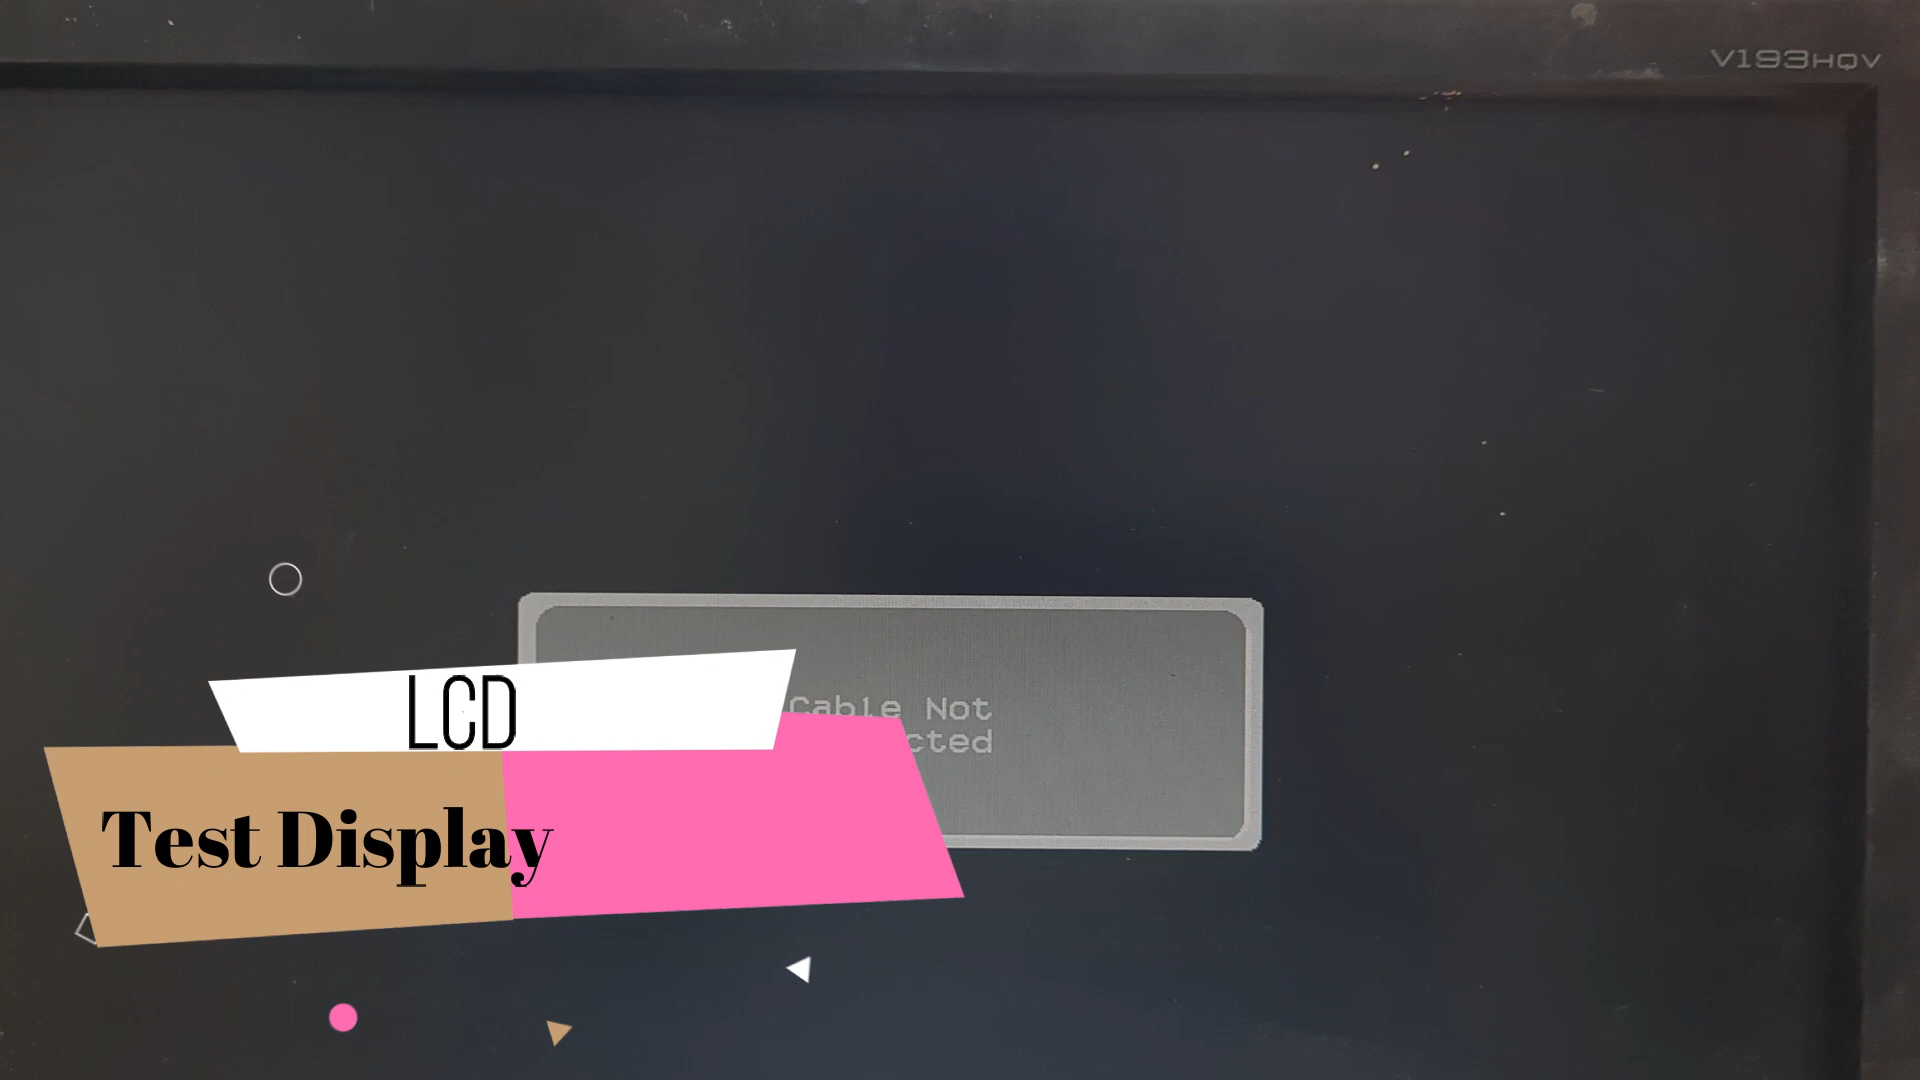 V193HQV
LCD
Cable Not
cted
Test Display